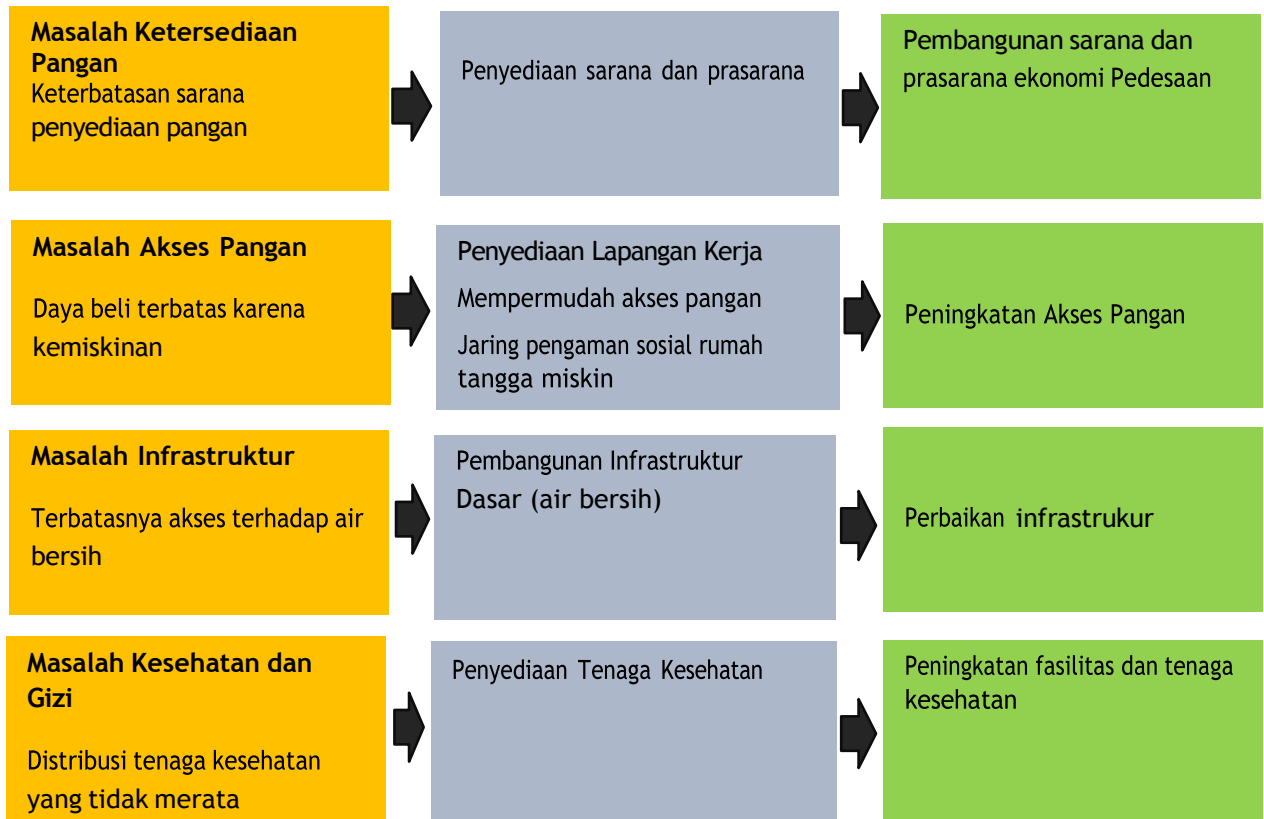 Masalah Ketersediaan
Pangan
Keterbatasan sarana
penyediaan pangan
Penyediaan sarana dan prasarana
Pembangunan sarana dan
prasarana ekonomi Pedesaan
Masalah Akses Pangan
Daya beli terbatas karena
kemiskinan
Penyediaan Lapangan Kerja
Mempermudah akses pangan
Jaring pengaman sosial rumah
tangga miskin
Peningkatan Akses Pangan
Masalah Infrastruktur
Terbatasnya akses terhadap air
bersih
Pembangunan Infrastruktur
Dasar (air bersih)
Perbaikan infrastrukur
Masalah Kesehatan dan
Gizi
Distribusi tenaga kesehatan
yang tidak merata
Penyediaan Tenaga Kesehatan
Peningkatan fasilitas dan tenaga
kesehatan